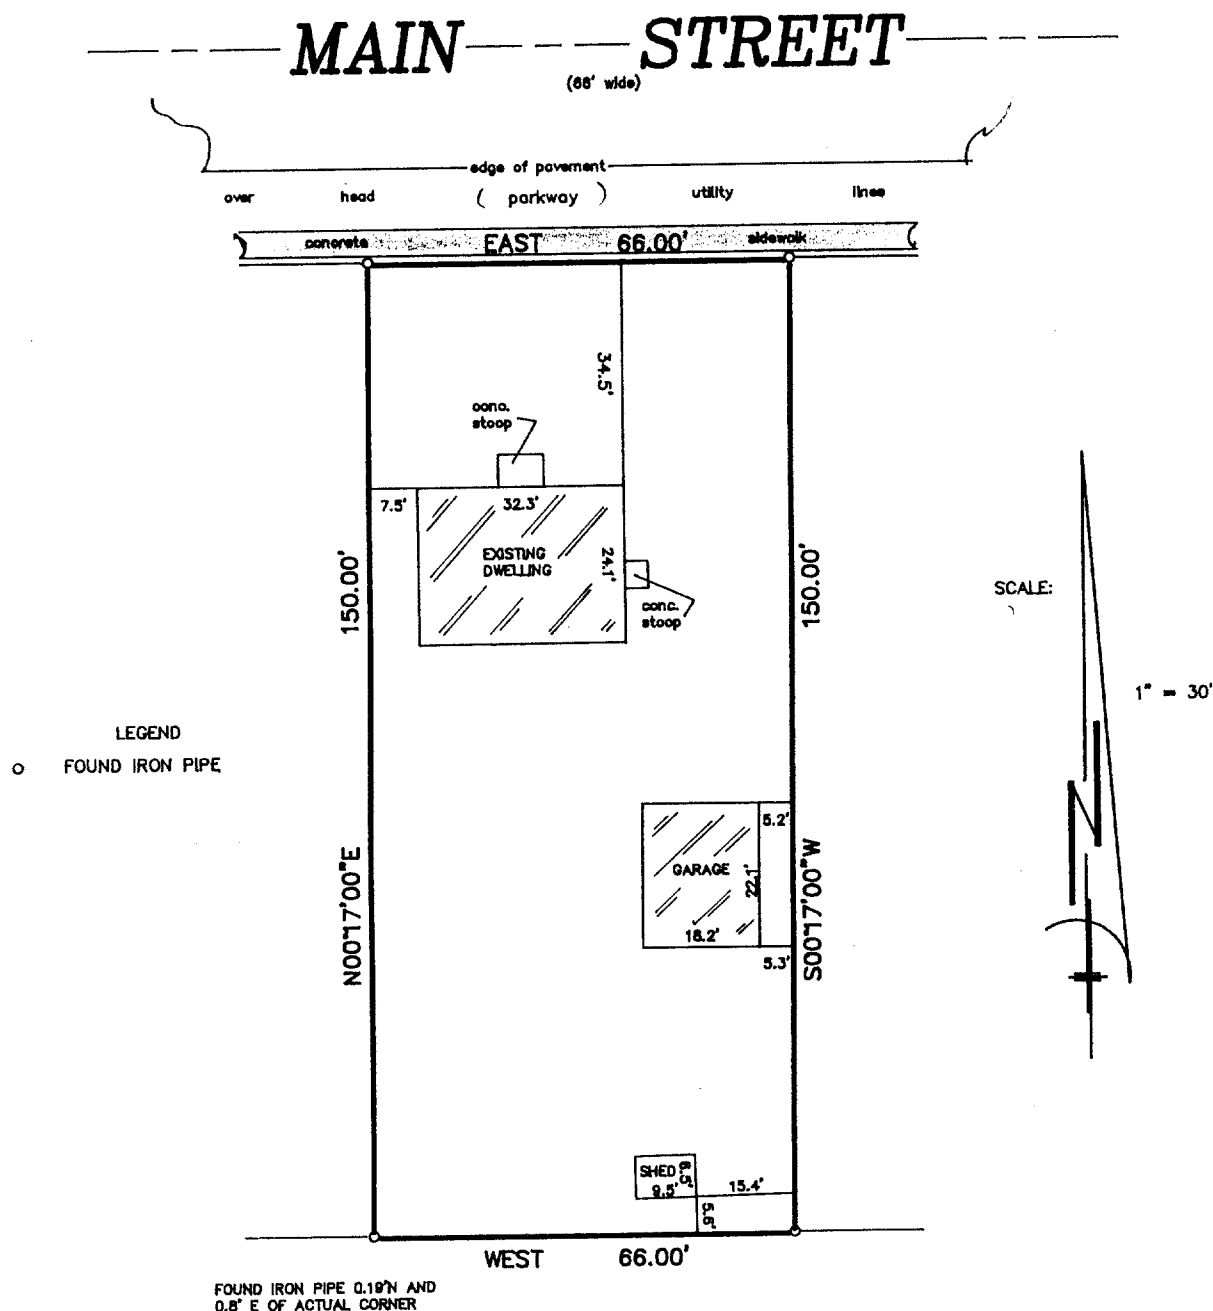 MAIN STREET
(66' wide)
edge of pavement
over head ( parkway ) utility lines
concrete EAST 66.00' sidewalk
34.5'
conc.
stoop
7.5' 32.3'
EXISTING
DWELLING
24.1'
conc.
stoop
150.00'
150.00'
SCALE:
1" = 30'
N
LEGEND
FOUND IRON PIPE
5.2'
GARAGE
22.1'
18.2'
5.3'
N00°17'00"E
S00°17'00"W
SHED
6.5'
9.5'
15.4'
5.6'
WEST 66.00'
FOUND IRON PIPE 0.19'N AND
0.8' E OF ACTUAL CORNER